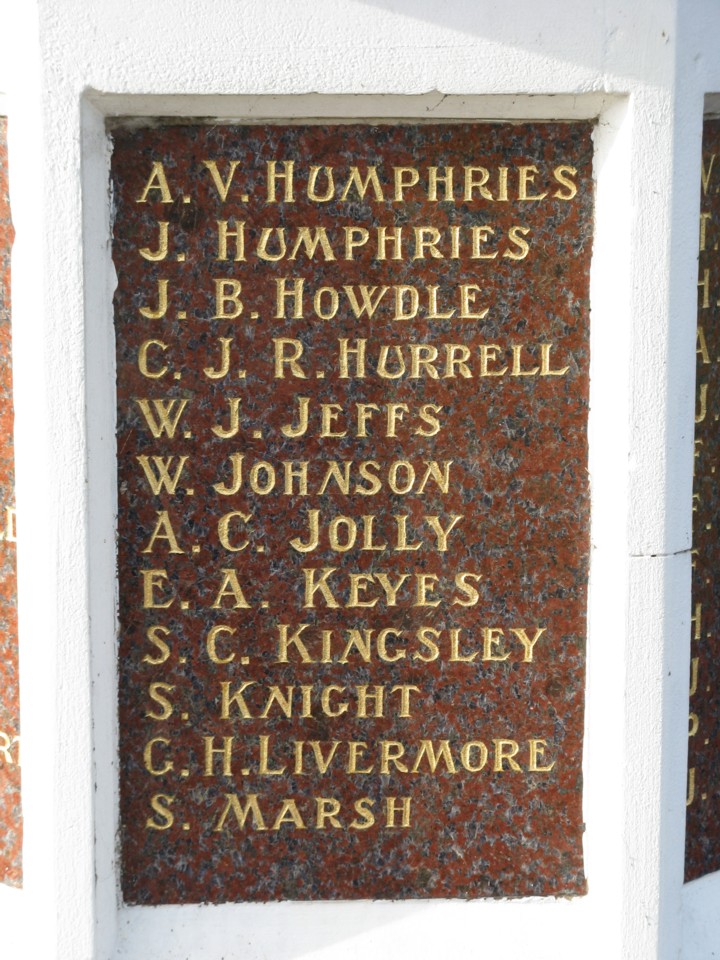 A. V. HUMPHRIES
J. HUMPHRIES
J. B. HOWDLE
C. J. R. HURRELL
W. J. JEFFS
W. JOHNSON
A. C. JOLLY
E. A. KEYES
S. C. KINGSLEY
S. KNIGHT
C. H. LIVERMORE
S. MARSH